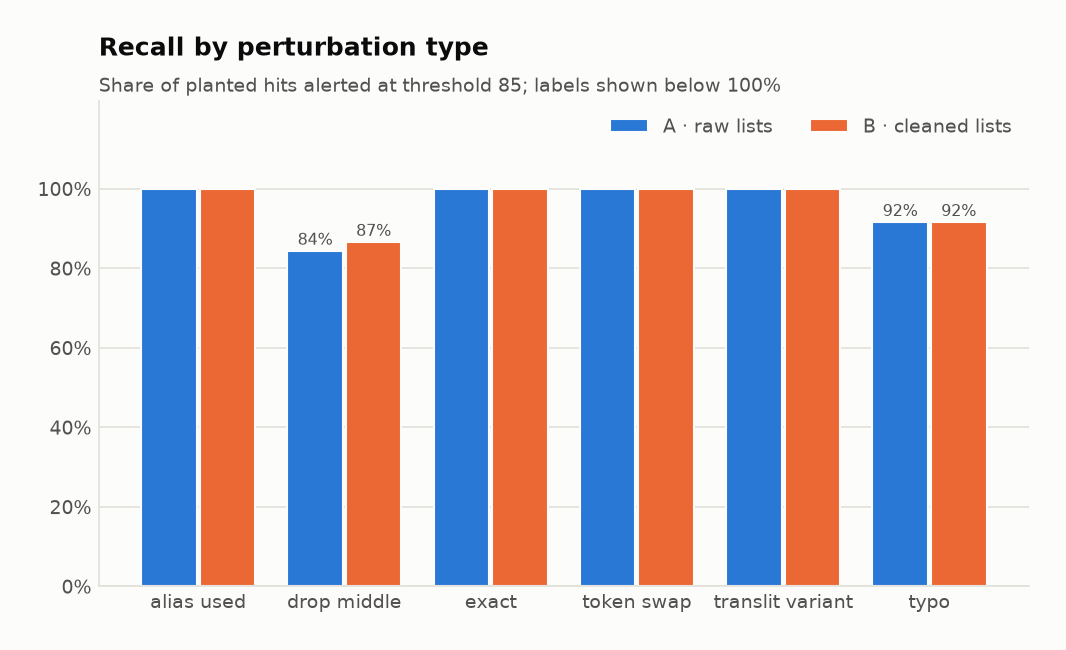 Recall by perturbation type
Share of planted hits alerted at threshold 85; labels shown below 100%
A · raw lists
B · cleaned lists
100%
80%
60%
40%
20%
0%
84%
87%
92%
92%
alias used
drop middle
exact
token swap
translit variant
typo